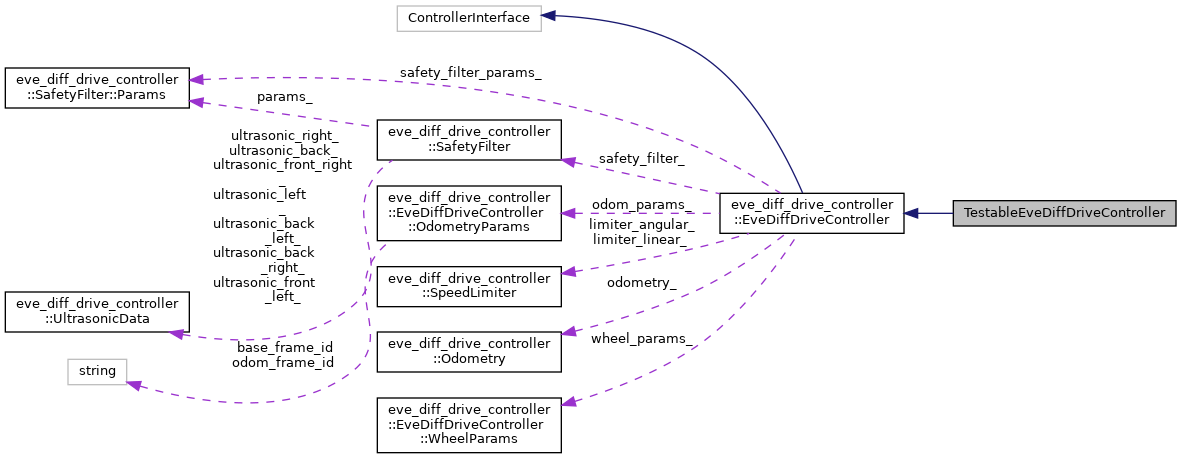 ControllerInterface
eve_diff_drive_controller
::SafetyFilter::Params
safety_filter_params_
params_
ultrasonic_right_
ultrasonic_back_
ultrasonic_front_right
_
ultrasonic_left
_
ultrasonic_back
_left_
ultrasonic_back
_right_
ultrasonic_front
_left_
eve_diff_drive_controller
::SafetyFilter
safety_filter_
eve_diff_drive_controller
::EveDiffDriveController
::OdometryParams
odom_params_
limiter_angular_
limiter_linear_
eve_diff_drive_controller
::EveDiffDriveController
TestableEveDiffDriveController
eve_diff_drive_controller
::SpeedLimiter
odometry_
eve_diff_drive_controller
::UltrasonicData
eve_diff_drive_controller
::Odometry
wheel_params_
base_frame_id
odom_frame_id
string
eve_diff_drive_controller
::EveDiffDriveController
::WheelParams